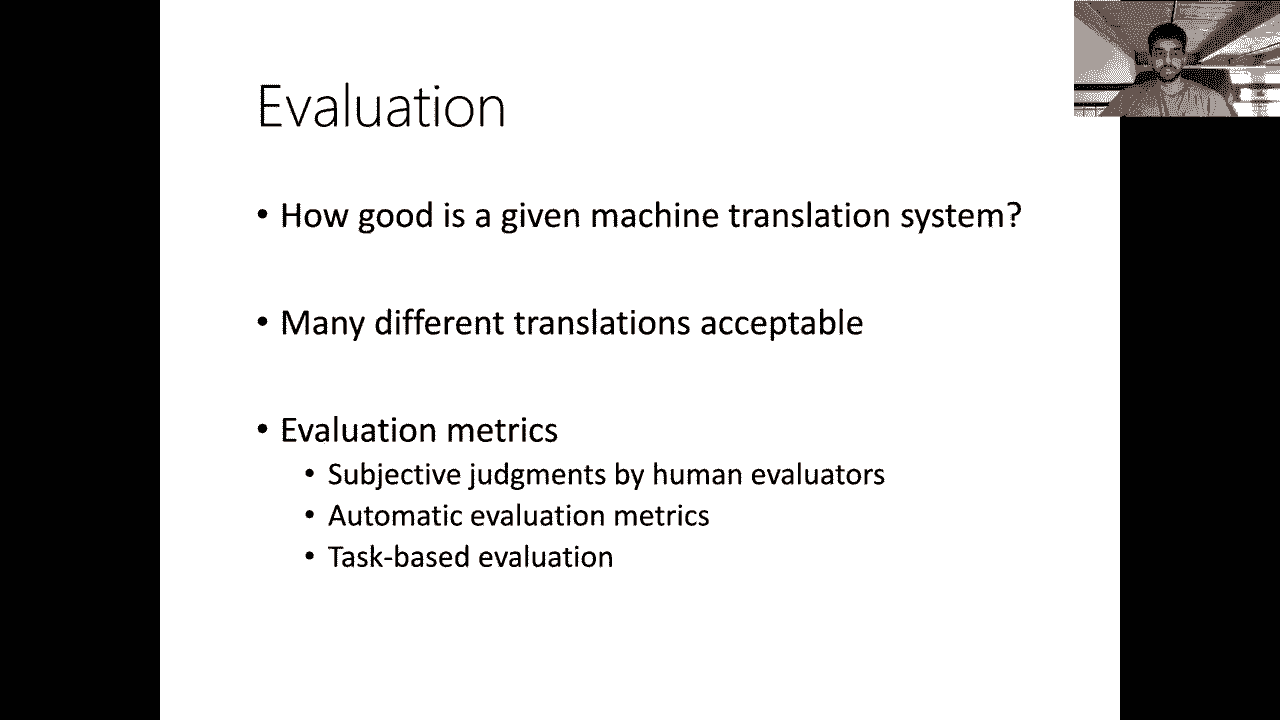 Evaluation
• How good is a given machine translation system?
• Many different translations acceptable
• Evaluation metrics
• Subjective judgments by human evaluators
• Automatic evaluation metrics
• Task-based evaluation